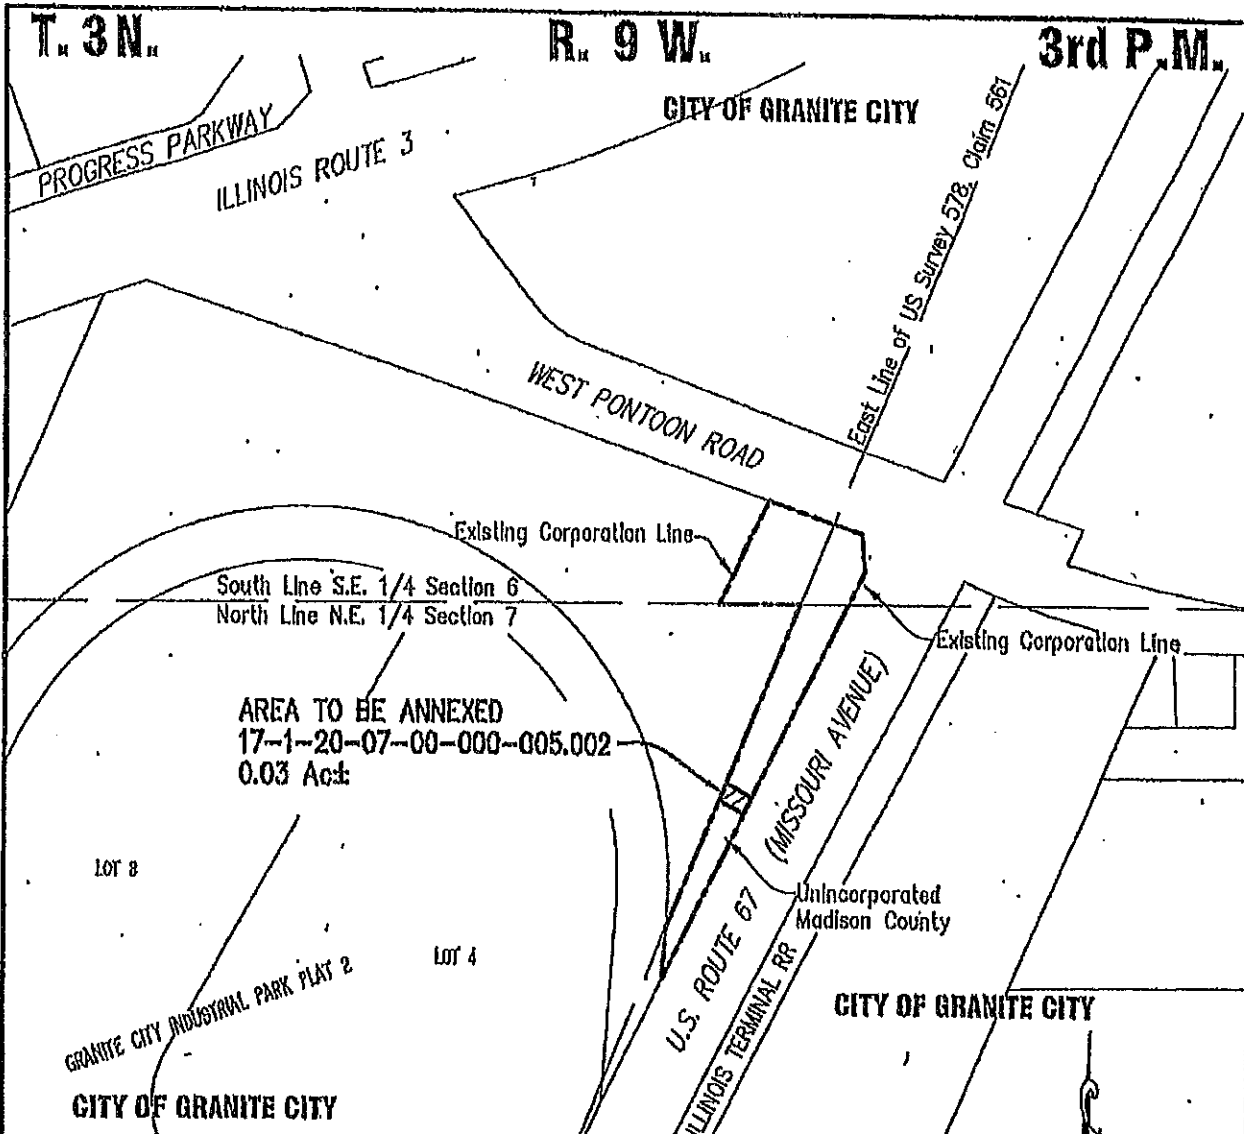 T. 3 N.
R. 9 W.
3rd P.M.
CITY OF GRANITE CITY
PROGRESS PARKWAY
ILLINOIS ROUTE 3
East Line of US Survey 578, Claim 561
WEST PONTOON ROAD
Existing Corporation Line
South Line S.E. 1/4 Section 6
North Line N.E. 1/4 Section 7
Existing Corporation Line
AREA TO BE ANNEXED
17-1-20-07-00-000-005.002
0.03 Ac±
(MISSOURI AVENUE)
LOT 3
Unincorporated
Madison County
U.S. ROUTE 67
LOT 4
ILLINOIS TERMINAL RR
GRANITE CITY INDUSTRIAL PARK PLAT 2
CITY OF GRANITE CITY
CITY OF GRANITE CITY